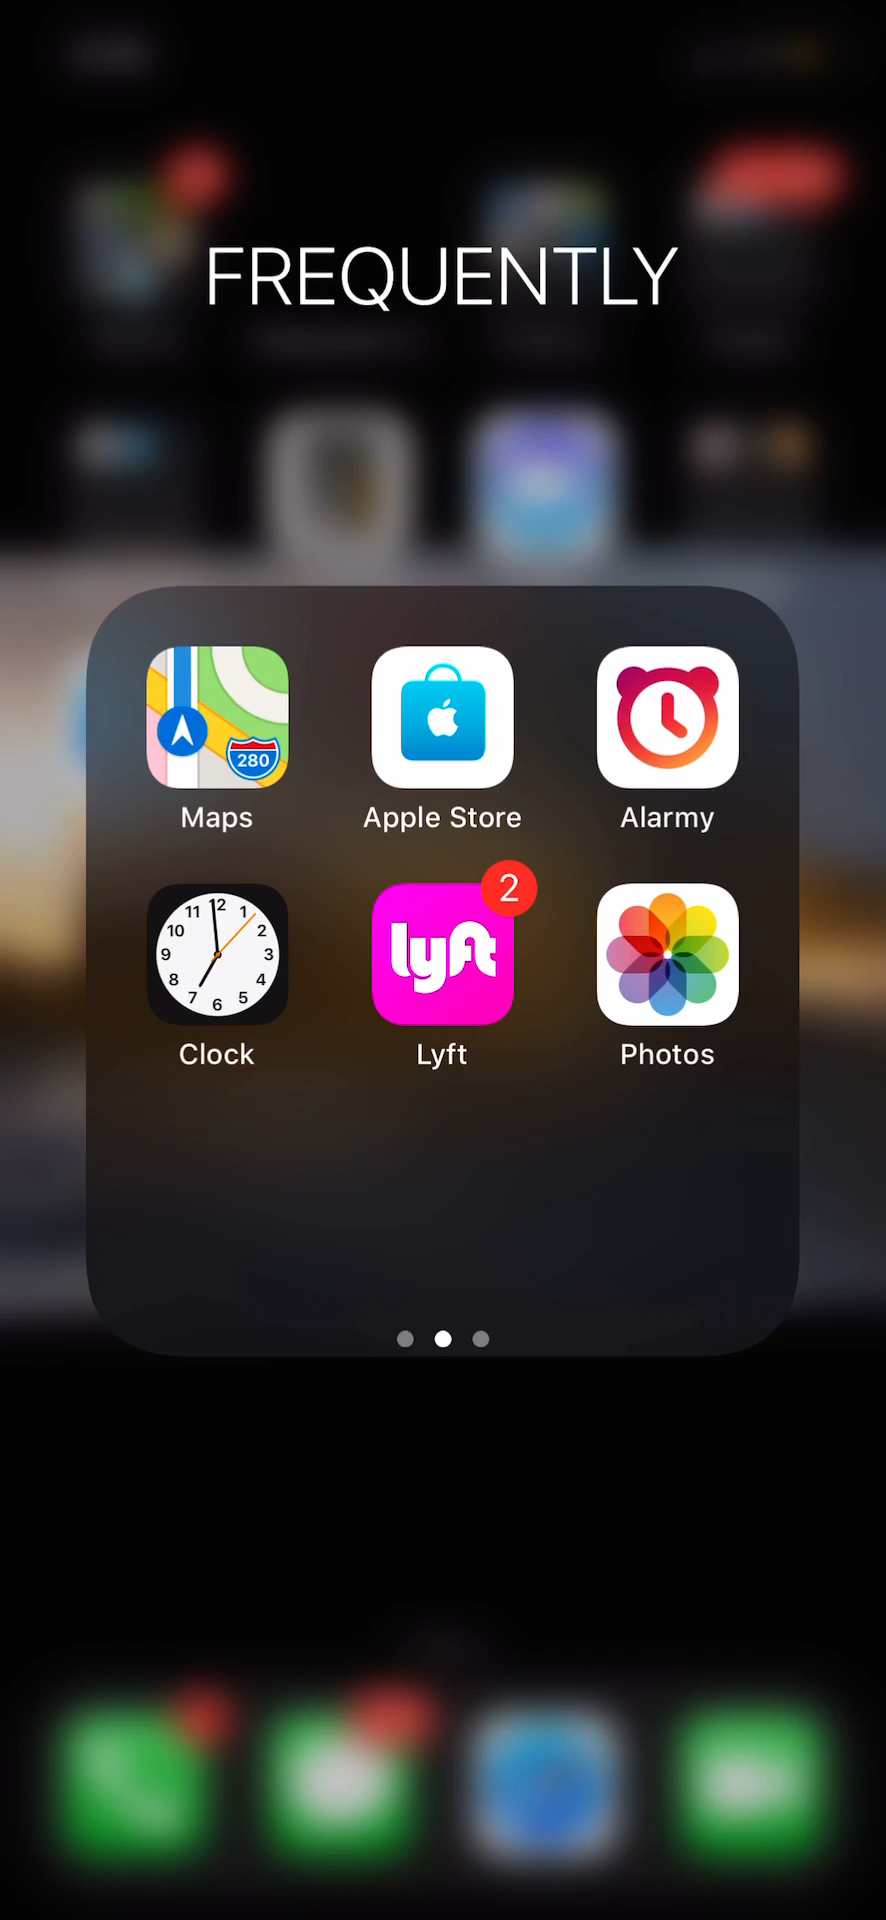 FREQUENTLY
280
Maps
Apple Store
Alarmy
11 12 1
10 2
9 3
8 4
7 6 5
2
lyft
Clock
Lyft
Photos